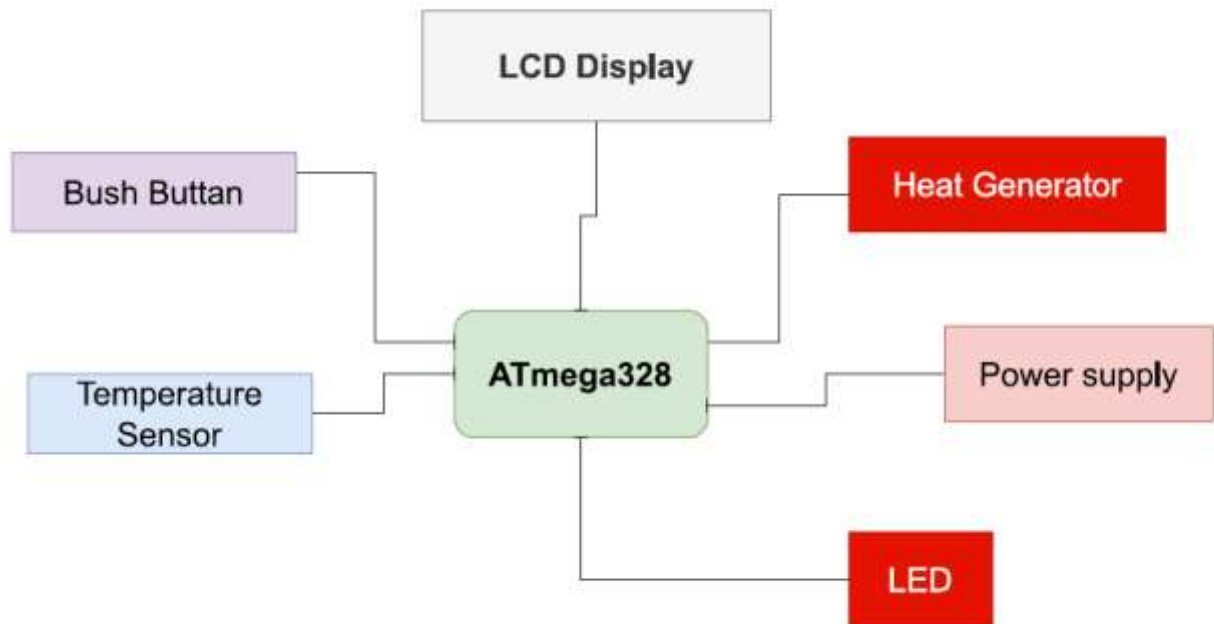 LCD Display
Bush Buttan
Heat Generator
ATmega328
Temperature
Sensor
Power supply
LED